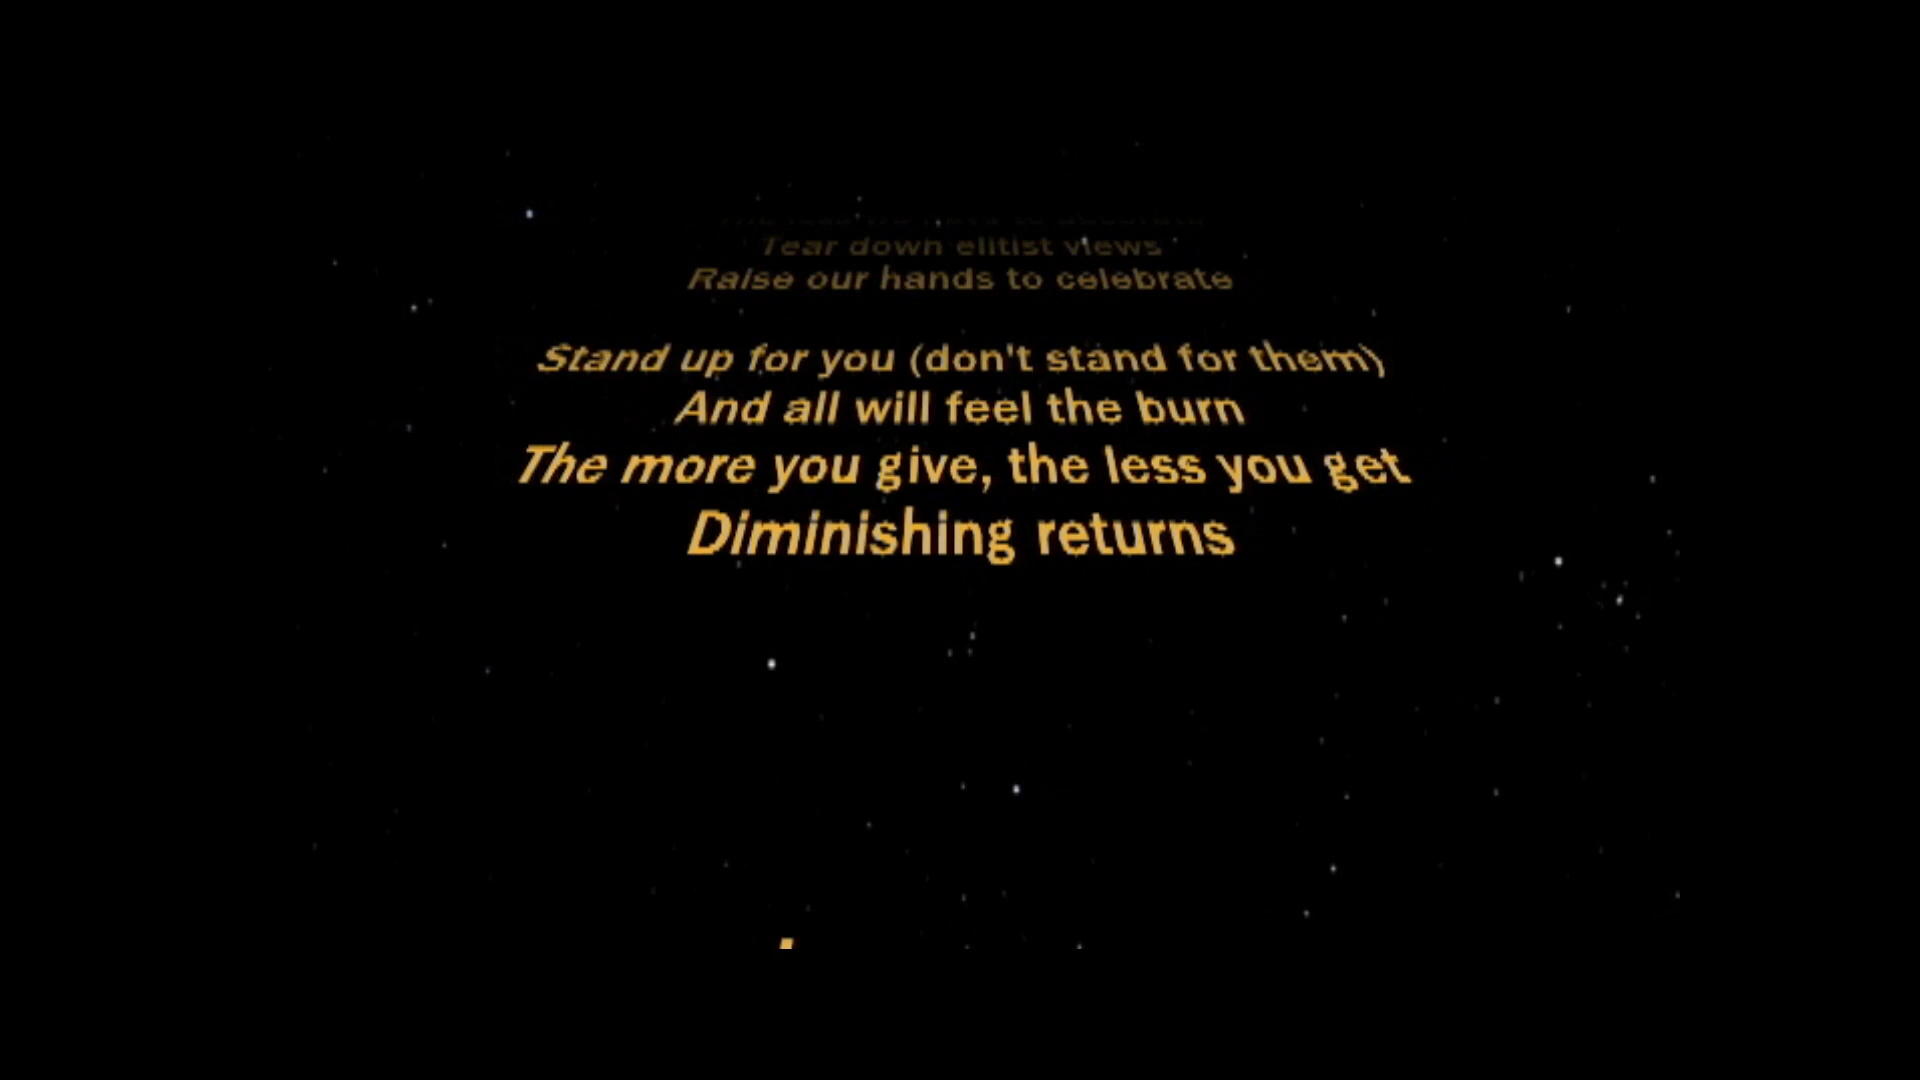 Tear down elitist views
Raise our hands to celebrate
Stand up for you (don't stand for them)
And all will feel the burn
The more you give, the less you get
Diminishing returns